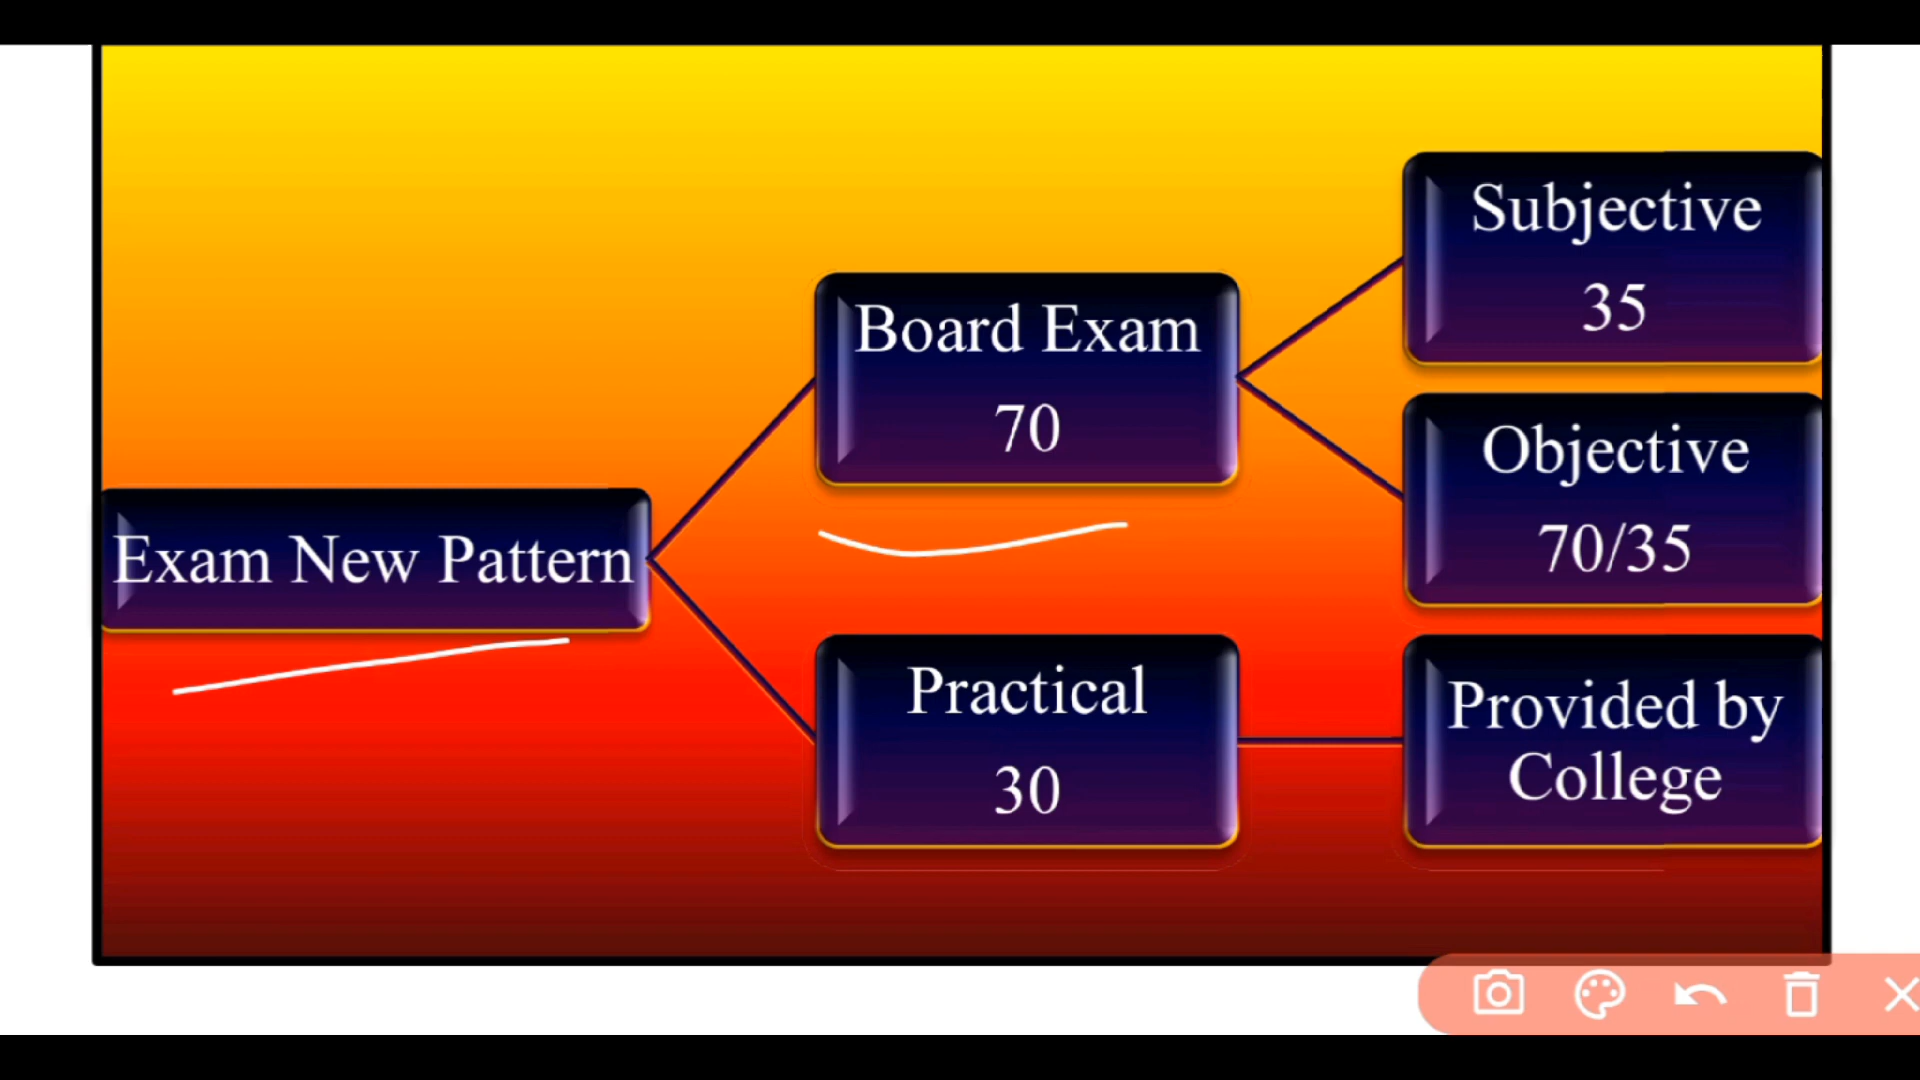 Exam New Pattern
Board Exam
70
Subjective
35
Objective
70/35
Practical
30
Provided by
College